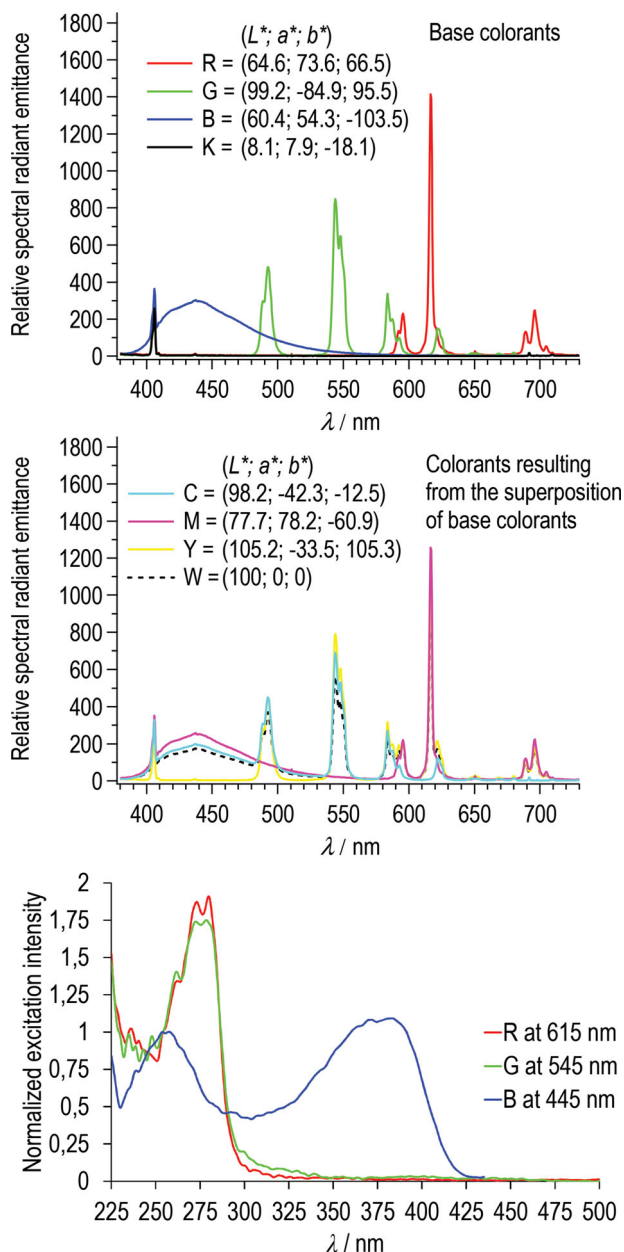 (L*; a*; b*)
Base colorants
R = (64.6; 73.6; 66.5)
G = (99.2; -84.9; 95.5)
B = (60.4; 54.3; -103.5)
K = (8.1; 7.9; -18.1)
Relative spectral radiant emittance
1800
1600
1400
1200
1000
800
600
400
200
0
400 450 500 550 600 650 700
λ / nm
(L*; a*; b*)
Colorants resulting
from the superposition
of base colorants
C = (98.2; -42.3; -12.5)
M = (77.7; 78.2; -60.9)
Y = (105.2; -33.5; 105.3)
W = (100; 0; 0)
Relative spectral radiant emittance
1800
1600
1400
1200
1000
800
600
400
200
0
400 450 500 550 600 650 700
λ / nm
Normalized excitation intensity
2
1,75
1,5
1,25
1
0,75
0,5
0,25
0
R at 615 nm
G at 545 nm
B at 445 nm
225 250 275 300 325 350 375 400 425 450 475 500
λ / nm